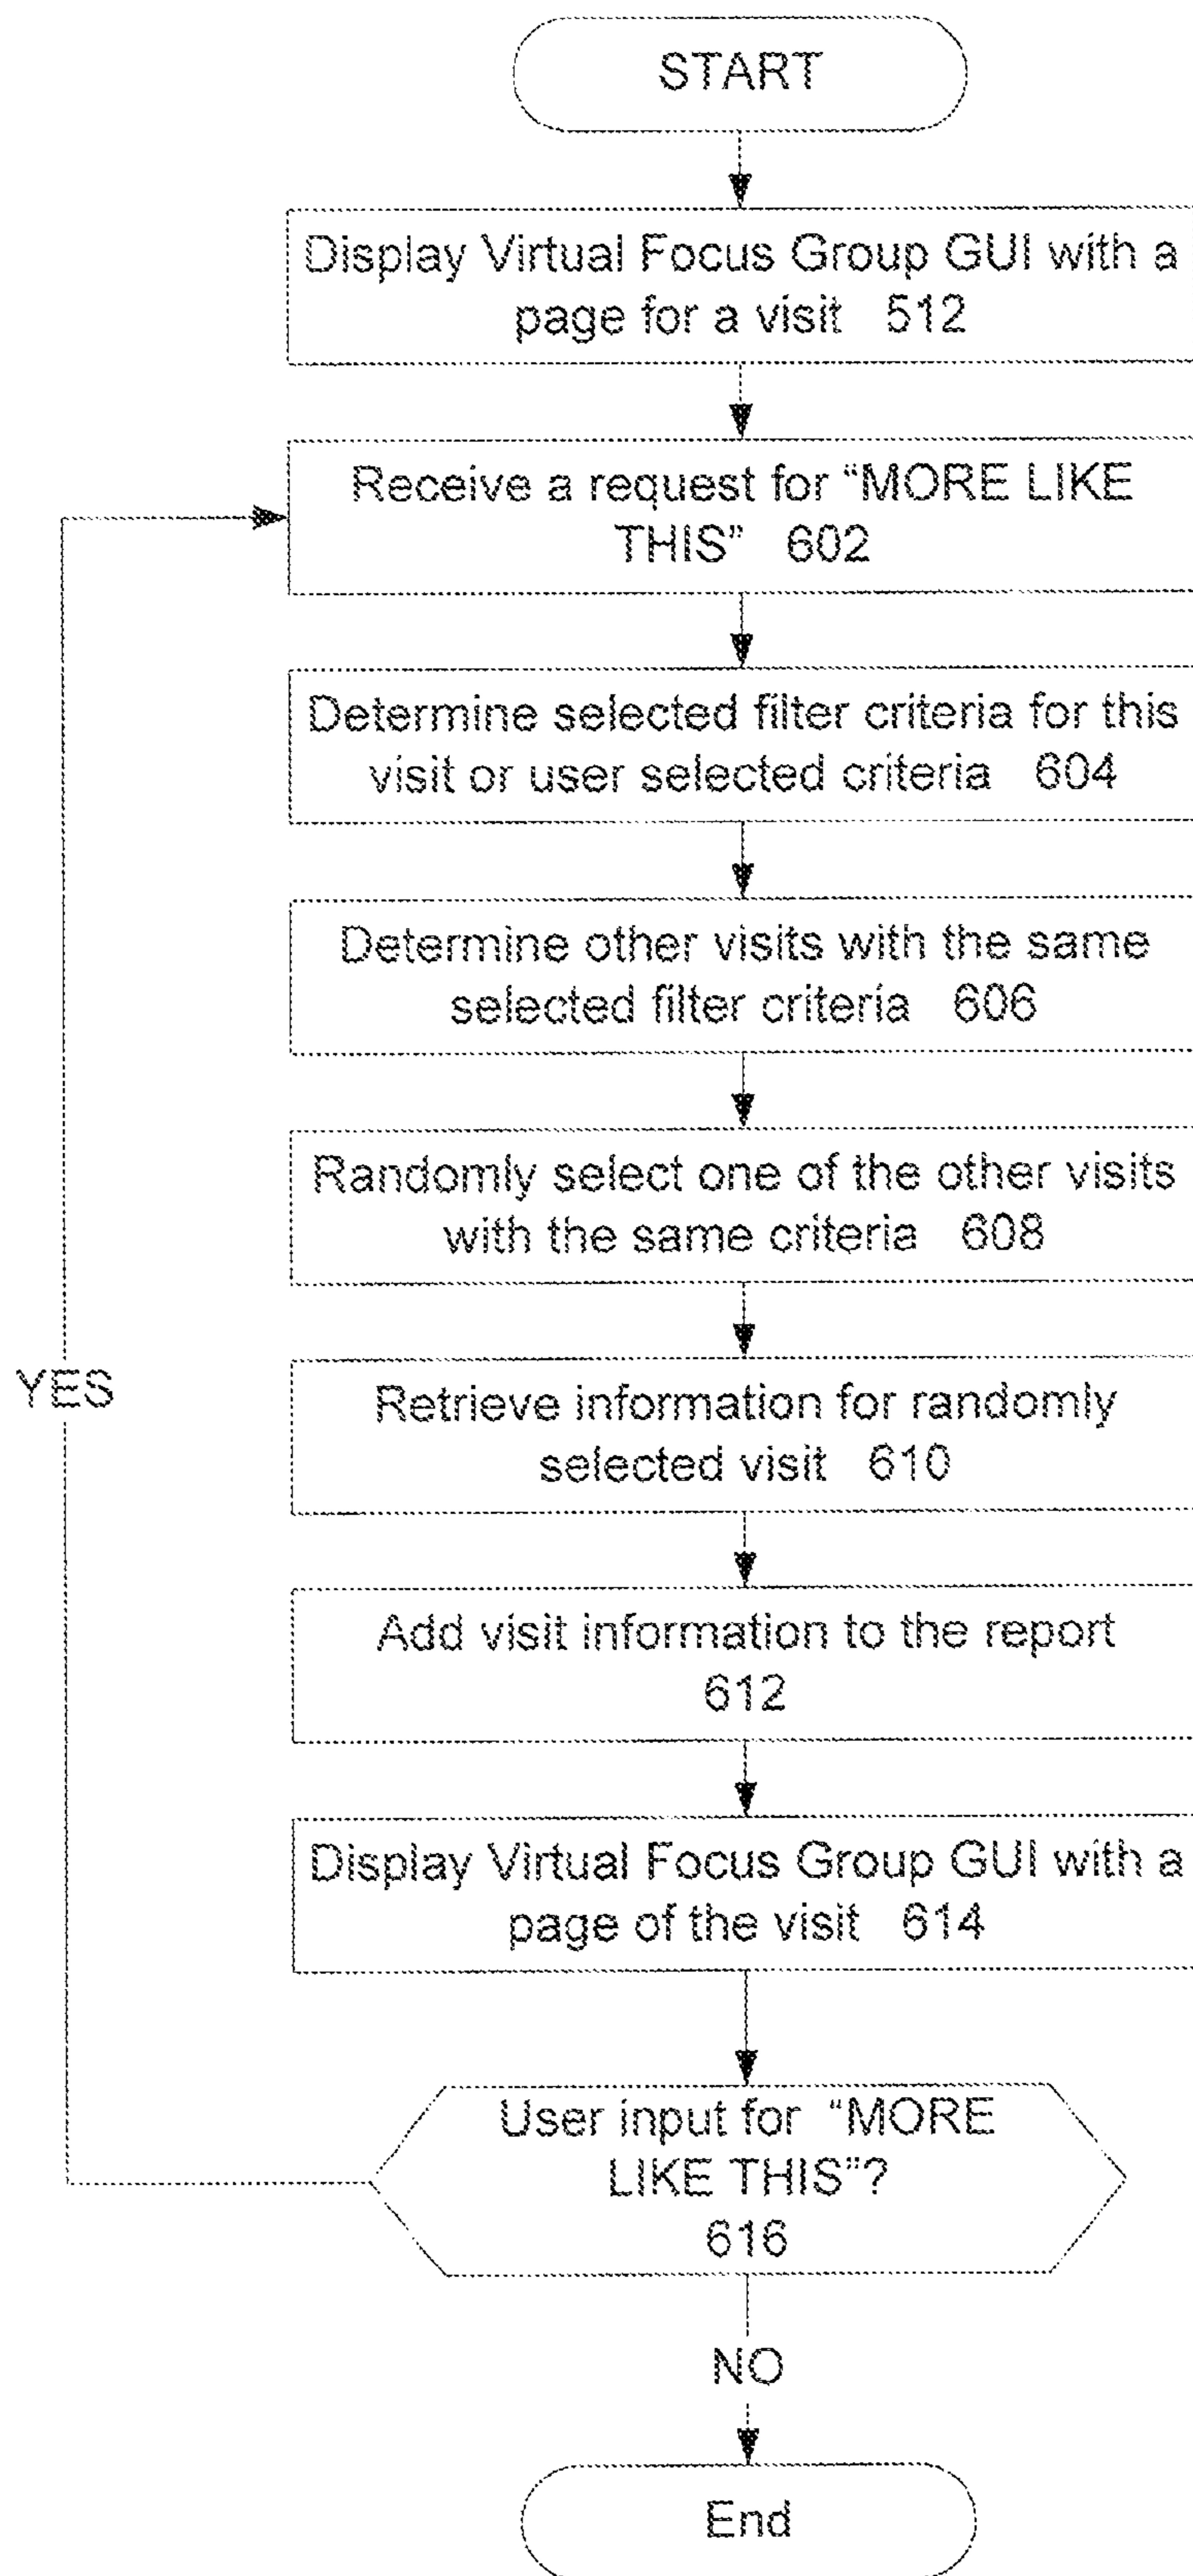 START
Display Virtual Focus Group GUI with a
page for a visit 512
Receive a request for “MORE LIKE
THIS” 602
Determine selected filter criteria for this
visit or user selected criteria 604
Determine other visits with the same
selected filter criteria 606
Randomly select one of the other visits
with the same criteria 608
YES
Retrieve information for randomly
selected visit 610
Add visit information to the report
612
Display Virtual Focus Group GUI with a
page of the visit 614
User input for “MORE
LIKE THIS”?
616
NO
End